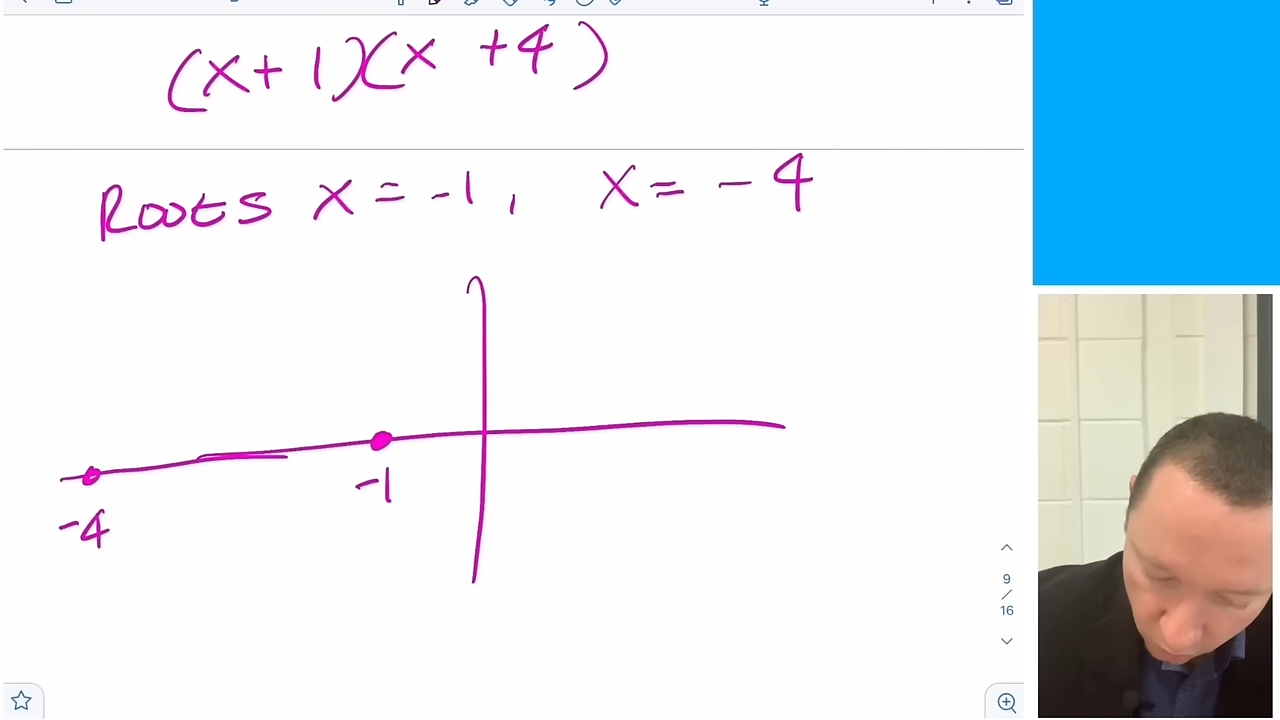 (x+1)(x +4)
Roots x = -1, x = -4
-1
-4
9
/
16